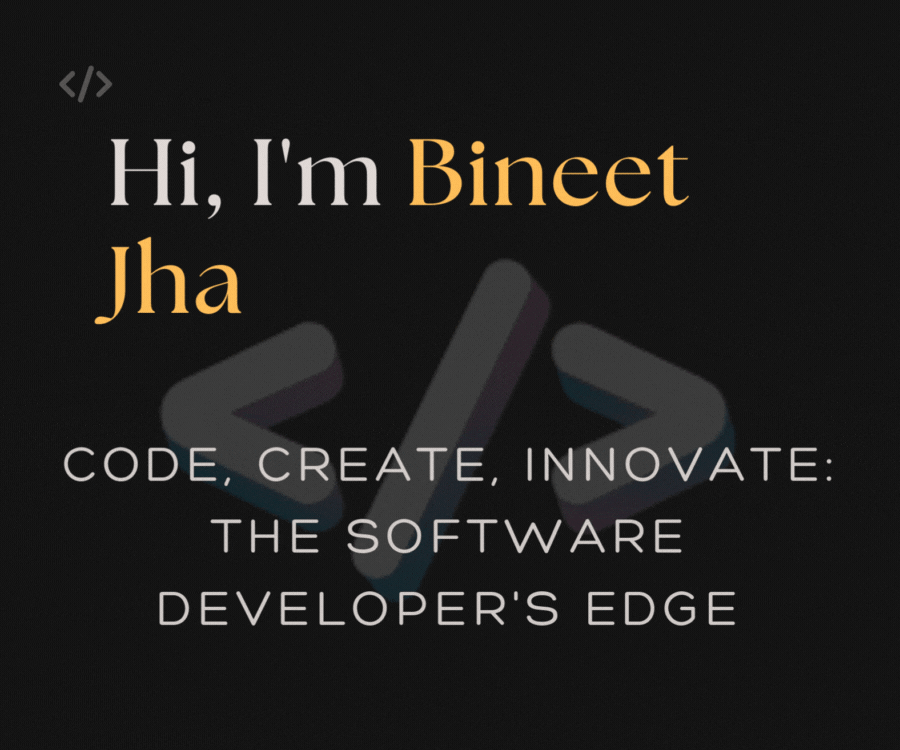 </>
Hi, I'm Bineet
Jha
</>
CODE, CREATE, INNOVATE:
THE SOFTWARE
DEVELOPER'S EDGE